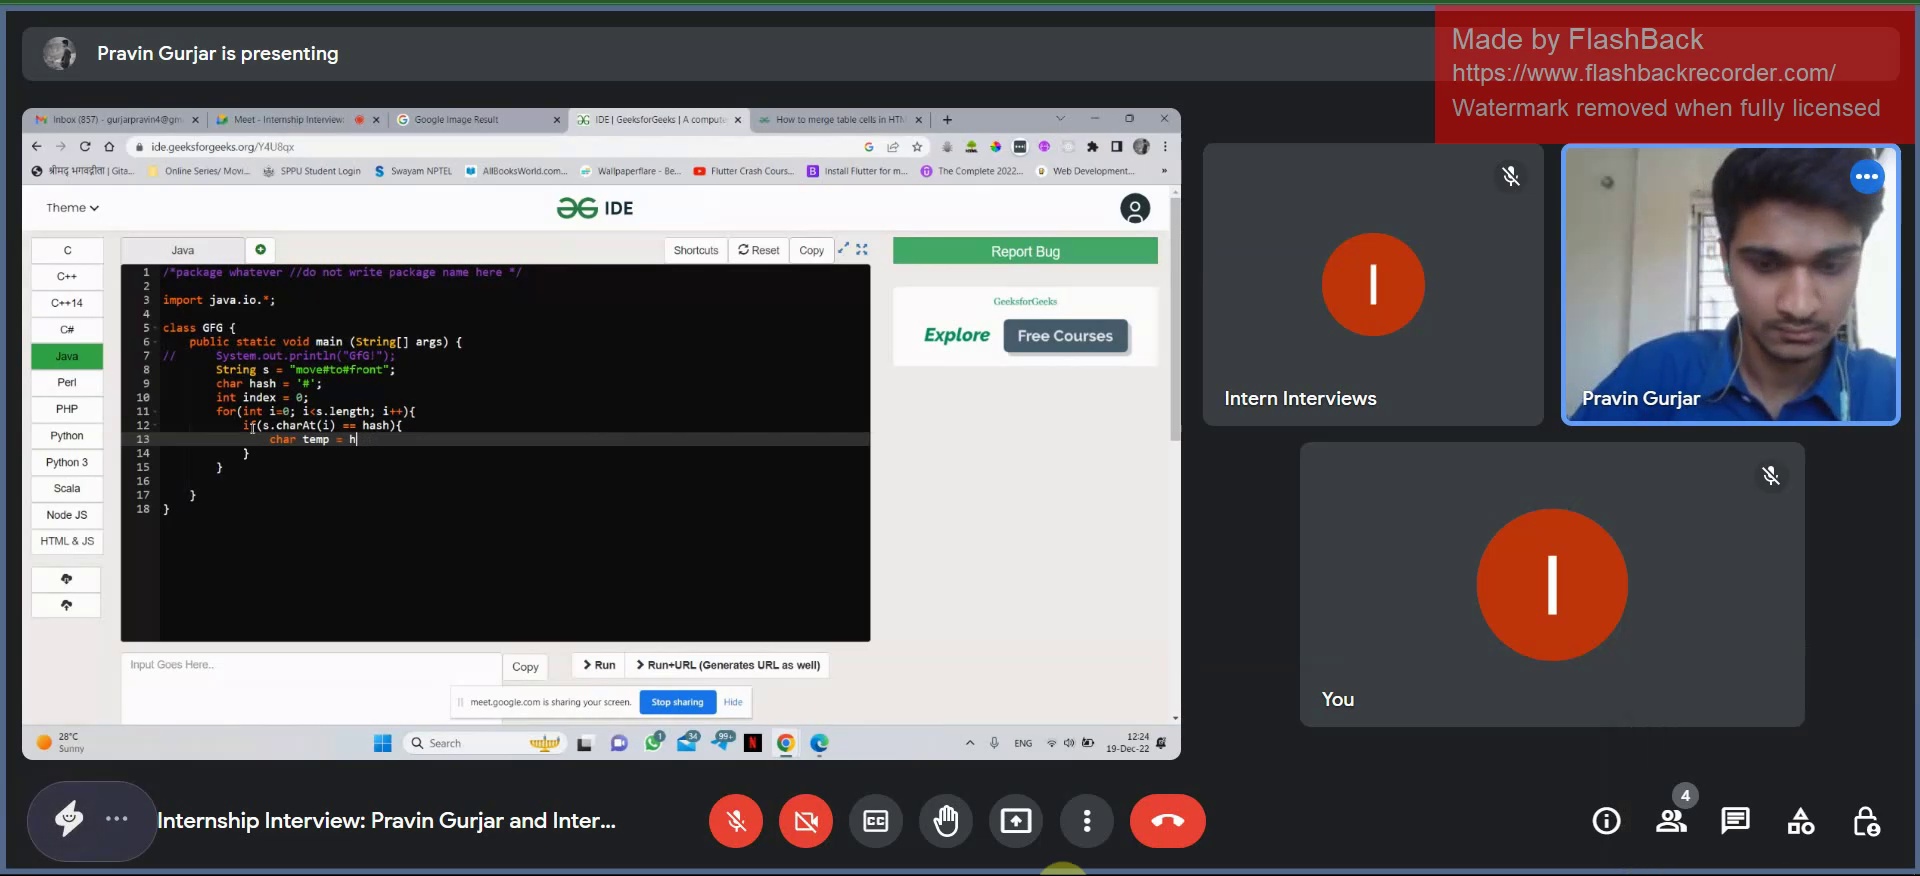 Pravin Gurjar is presenting
Made by FlashBack
https://www.flashbackrecorder.com/
Watermark removed when fully licensed
Inbox (857) - gurjarpravin4@gm
Meet - Internship Interview:
Google Image Result
IDE | GeeksforGeeks | A compute
How to merge table cells in HTM
ide.geeksforgeeks.org/Y4U8qx
श्रीमद् भगवद्गीता | Gita...
Online Series/ Movi...
SPPU Student Login
Swayam NPTEL
AllBooksWorld.com...
Wallpaperflare - Be...
Flutter Crash Cours...
Install Flutter for m...
The Complete 2022...
Web Development...
»
Theme
IDE
C
C++
C++14
C#
Java
Perl
PHP
Python
Python 3
Scala
Node JS
HTML & JS
Java
Shortcuts
Reset
Copy
1 /*package whatever //do not write package name here */
2
3 import java.io.*;
4
5 class GFG {
6 public static void main (String[] args) {
7 // System.out.println("GfG!");
8 String s = "move#to#front";
9 char hash = '#';
10 int index = 0;
11 for(int i=0; i<s.length; i++){
12 if(s.charAt(i) == hash){
13 char temp = h
14 }
15 }
16
17 }
18 }
Report Bug
GeeksforGeeks
Explore
Free Courses
Input Goes Here..
Copy
Run
Run+URL (Generates URL as well)
meet.google.com is sharing your screen.
Stop sharing
Hide
28°C
Sunny
Search
1
34
99+
N
ENG
12:24
19-Dec-22
I
Intern Interviews
Pravin Gurjar
I
You
Internship Interview: Pravin Gurjar and Inter...
4